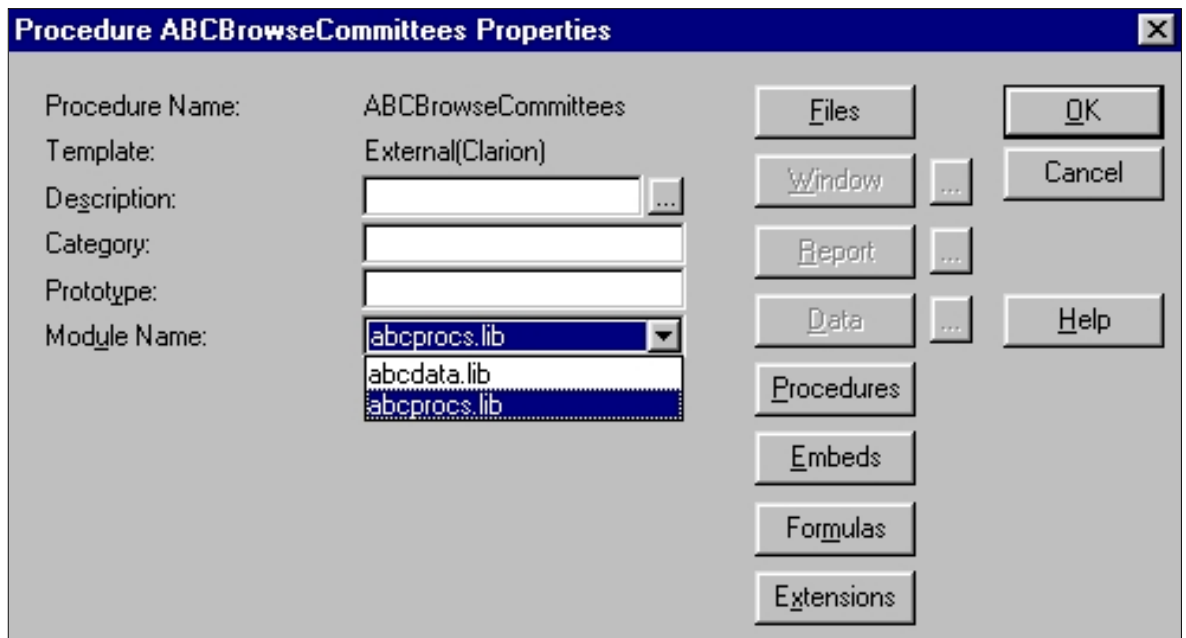 Procedure ABCBrowseCommittees Properties
Procedure Name: ABCBrowseCommittees Files OK
Template: External(Clarion) Window ... Cancel
Description: ...
Category: Report ...
Prototype: Data ... Help
Module Name: abcprocs.lib
abcdata.lib
abcprocs.lib
Procedures
Embeds
Formulas
Extensions